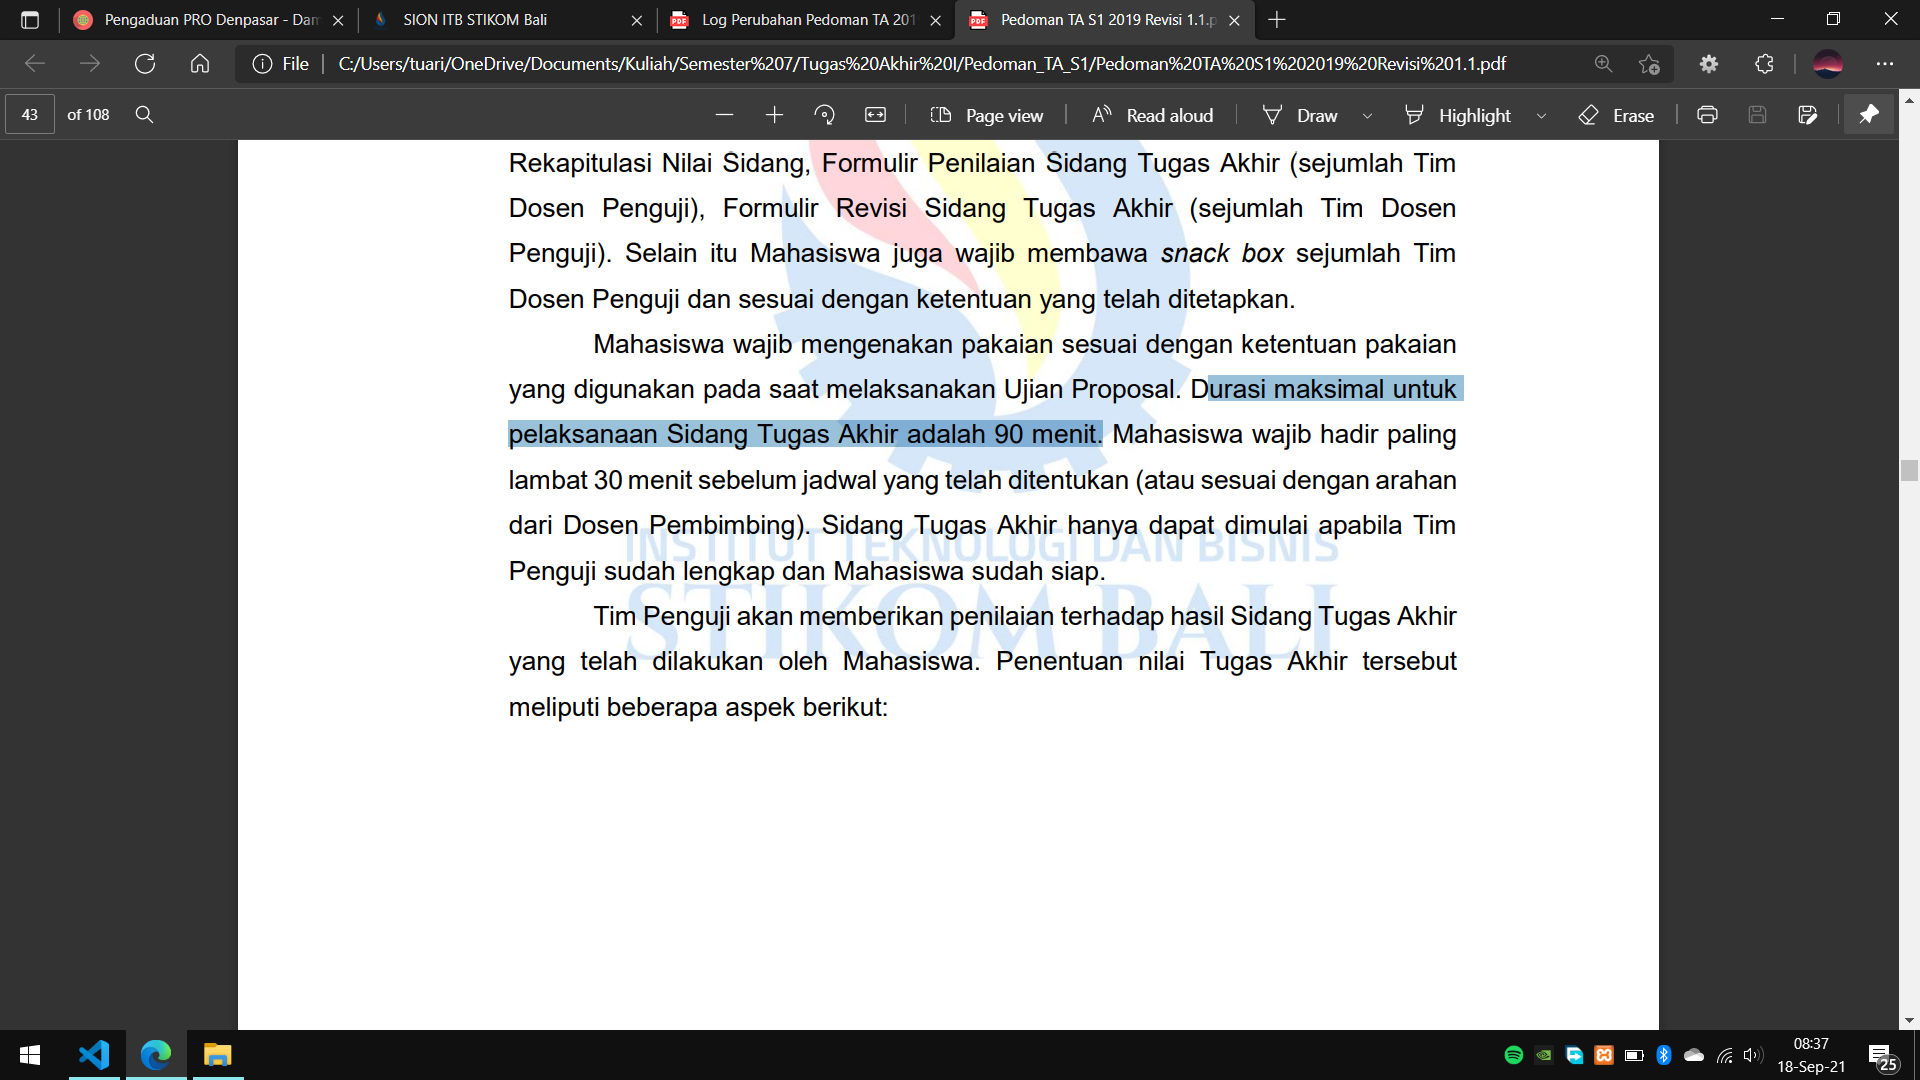 Pengaduan PRO Denpasar - Dam
SION ITB STIKOM Bali
Log Perubahan Pedoman TA 201
Pedoman TA S1 2019 Revisi 1.1.p
File
C:/Users/tuari/OneDrive/Documents/Kuliah/Semester%207/Tugas%20Akhir%20I/Pedoman_TA_S1/Pedoman%20TA%20S1%202019%20Revisi%201.1.pdf
43 of 108
Page view
Read aloud
Draw
Highlight
Erase
Rekapitulasi Nilai Sidang, Formulir Penilaian Sidang Tugas Akhir (sejumlah Tim
Dosen Penguji), Formulir Revisi Sidang Tugas Akhir (sejumlah Tim Dosen
Penguji). Selain itu Mahasiswa juga wajib membawa snack box sejumlah Tim
Dosen Penguji dan sesuai dengan ketentuan yang telah ditetapkan.
Mahasiswa wajib mengenakan pakaian sesuai dengan ketentuan pakaian
yang digunakan pada saat melaksanakan Ujian Proposal. Durasi maksimal untuk
pelaksanaan Sidang Tugas Akhir adalah 90 menit. Mahasiswa wajib hadir paling
lambat 30 menit sebelum jadwal yang telah ditentukan (atau sesuai dengan arahan
dari Dosen Pembimbing). Sidang Tugas Akhir hanya dapat dimulai apabila Tim
INSTITUT TEKNOLOGI DAN BISNIS
Penguji sudah lengkap dan Mahasiswa sudah siap.
STIKOM BALI
Tim Penguji akan memberikan penilaian terhadap hasil Sidang Tugas Akhir
yang telah dilakukan oleh Mahasiswa. Penentuan nilai Tugas Akhir tersebut
meliputi beberapa aspek berikut:
08:37
18-Sep-21
25